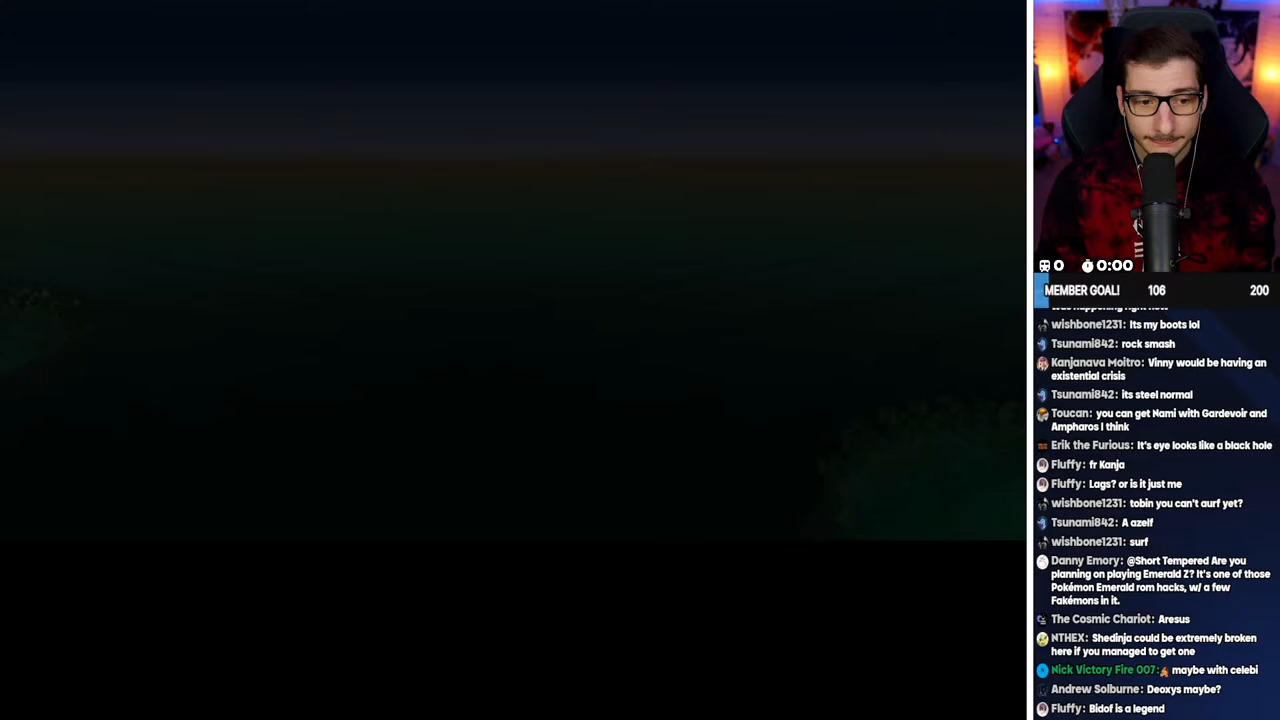 0 0:00
MEMBER GOAL! 106 200
wishbone1231: Its my boots lol
Tsunami842: rock smash
Kanjanava Moitro: Vinny would be having an
existential crisis
Tsunami842: its steel normal
Toucan: you can get Nami with Gardevoir and
Ampharos I think
Erik the Furious: It's eye looks like a black hole
Fluffy: fr Kanja
Fluffy: Lags? or is it just me
wishbone1231: tobin you can't aurf yet?
Tsunami842: A azelf
wishbone1231: surf
Danny Emory: @Short Tempered Are you
planning on playing Emerald Z? It's one of those
Pokémon Emerald rom hacks, w/ a few
Fakémons in it.
The Cosmic Chariot: Aresus
NTHEX: Shedinja could be extremely broken
here if you managed to get one
Nick Victory Fire 007: maybe with celebi
Andrew Solburne: Deoxys maybe?
Fluffy: Bidof is a legend